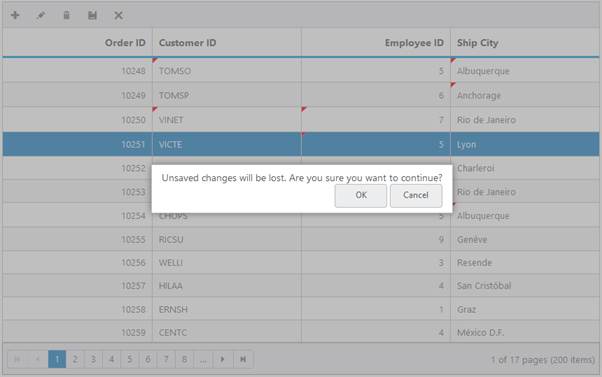 Order ID Customer ID Employee ID Ship City
10248 TOMSO 5 Albuquerque
10249 TOMSP 6 Anchorage
10250 VINET 7 Rio de Janeiro
10251 VICTE 5 Lyon
10252 Charleroi
Unsaved changes will be lost. Are you sure you want to continue?
10253 Rio de Janeiro
OK Cancel
10254 CHOPS 5 Albuquerque
10255 RICSU 9 Genève
10256 WELLI 3 Resende
10257 HILAA 4 San Cristóbal
10258 ERNSH 1 Graz
10259 CENTC 4 México D.F.
1 2 3 4 5 6 7 8 ... 1 of 17 pages (200 items)